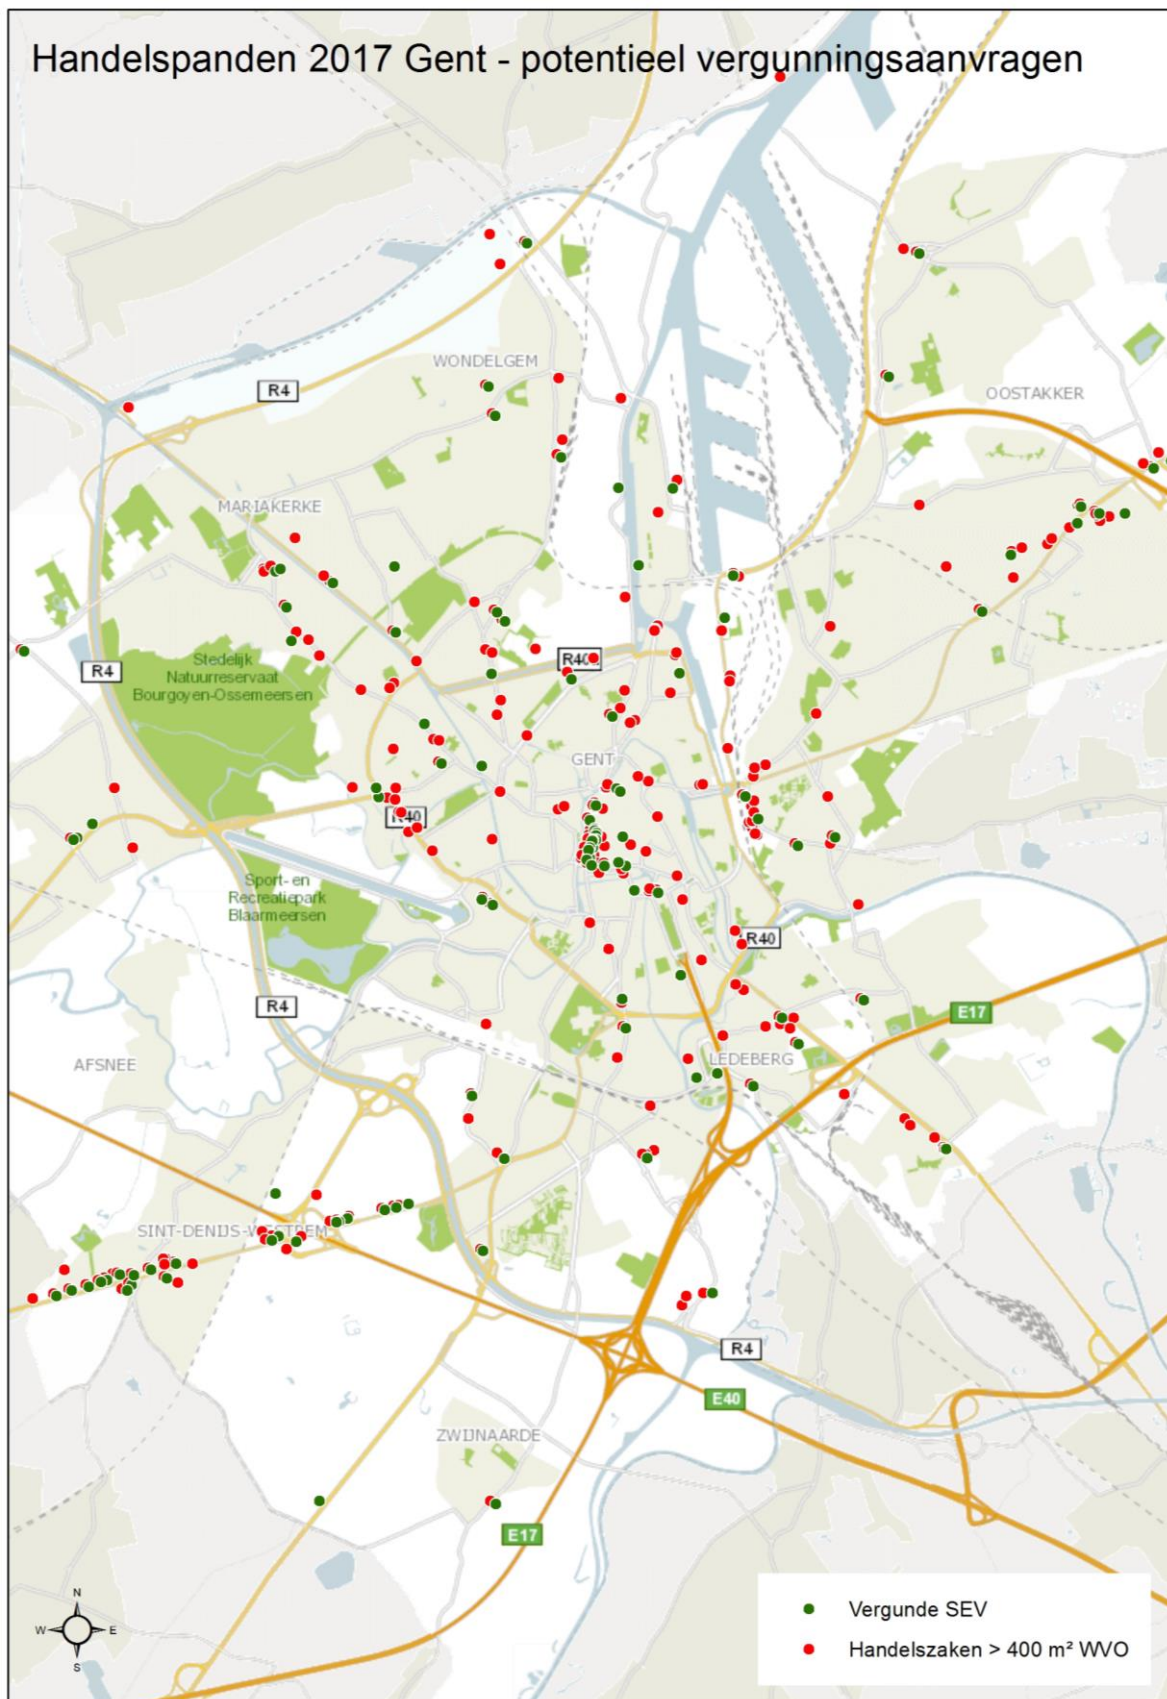 Handelspanden 2017 Gent - potentieel vergunningsaanvragen
WONDELGEM
R4
OOSTAKKER
MARIAKERKE
R4
Stedelijk
Natuurreservaat
Bourgoyen-Ossemeersen
R40
GENT
R40
Sport- en
Recreatiepark
Blaarmeersen
R40
R4
E17
AFSNEE
LEDEBERG
SINT-DENIJS-WESTREM
R4
E40
ZWIJNAARDE
E17
N
W E
S
Vergunde SEV
Handelszaken > 400 m² WVO